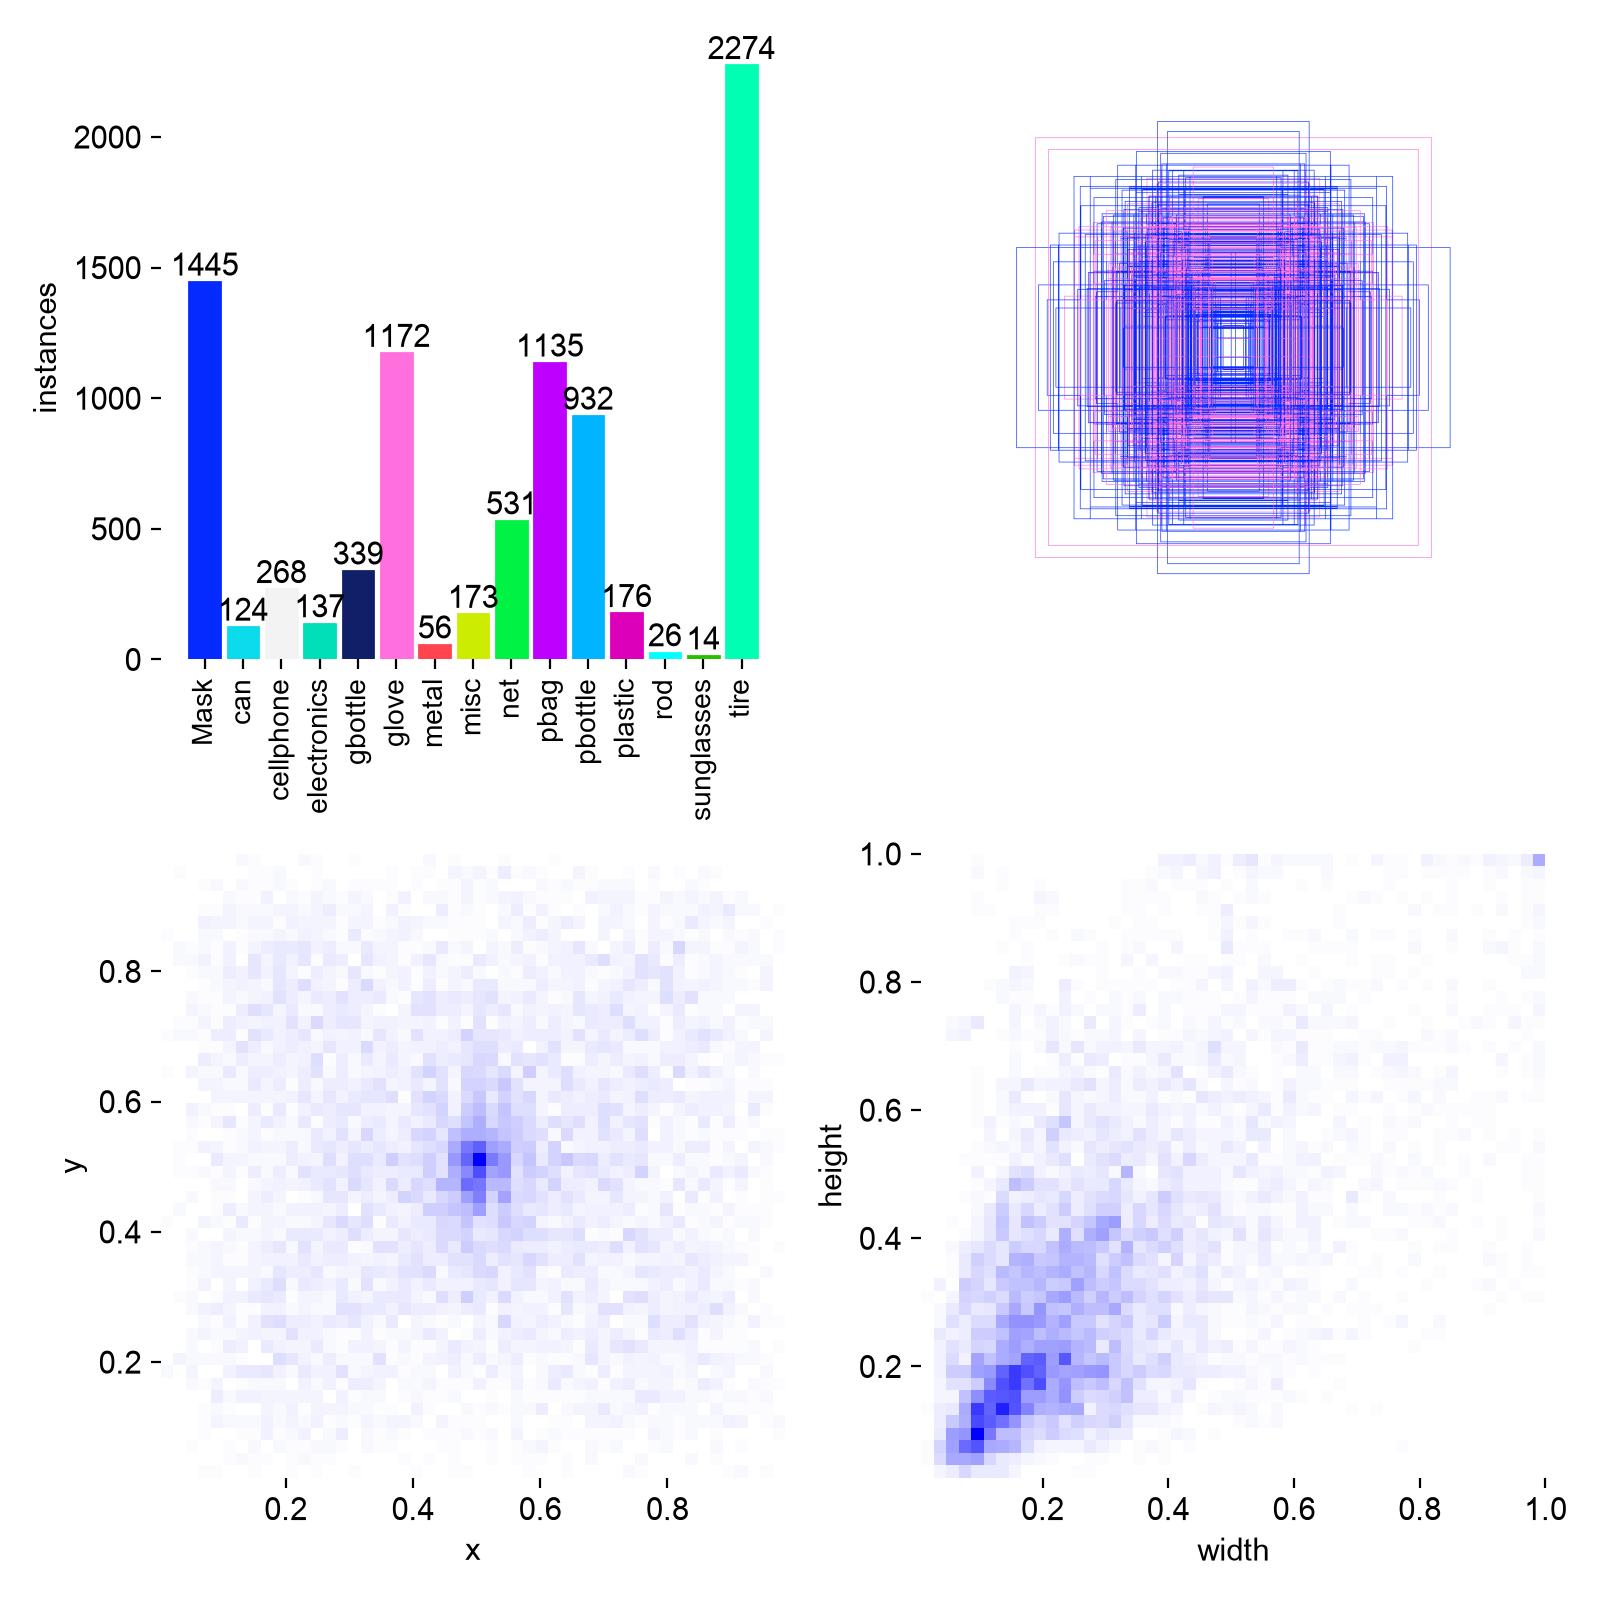 2274
2000
1500
1445
1172
1135
1000
932
531
500
339
268
176
173
137
124
56
26
14
0
instances
Mask
can
cellphone
electronics
gbottle
glove
metal
misc
net
pbag
pbottle
plastic
rod
sunglasses
tire
0.8
0.6
0.4
0.2
y
0.2 0.4 0.6 0.8
x
1.0
0.8
0.6
0.4
0.2
height
0.2 0.4 0.6 0.8 1.0
width